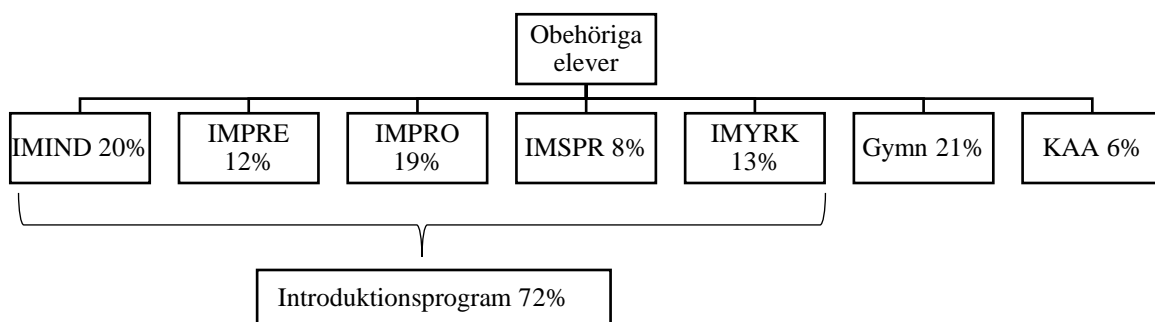 Obehöriga
elever
IMIND 20%
IMPRE
12%
IMPRO
19%
IMSPR 8%
IMYRK
13%
Gymn 21%
KAA 6%
Introduktionsprogram 72%